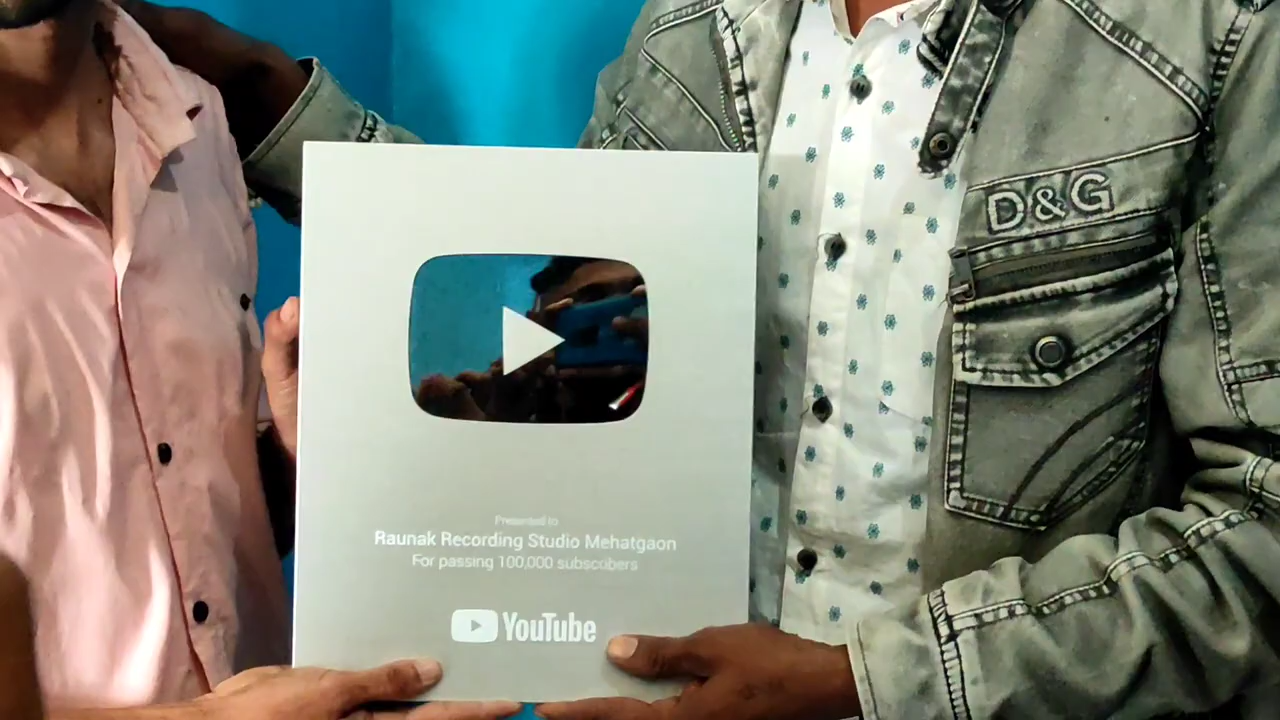 D&G
Presented to
Raunak Recording Studio Mehatgaon
For passing 100,000 subscribers
YouTube